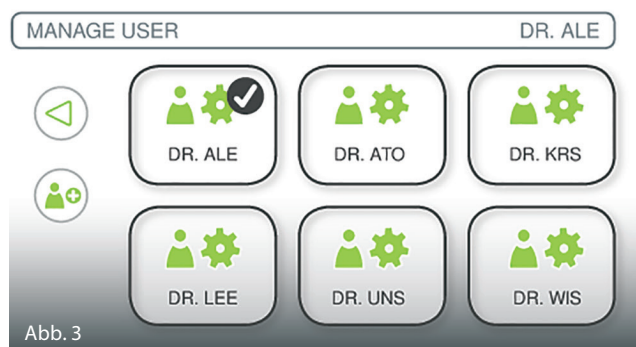 MANAGE USER DR. ALE
DR. ALE DR. ATO DR. KRS
DR. LEE DR. UNS DR. WIS
Abb. 3